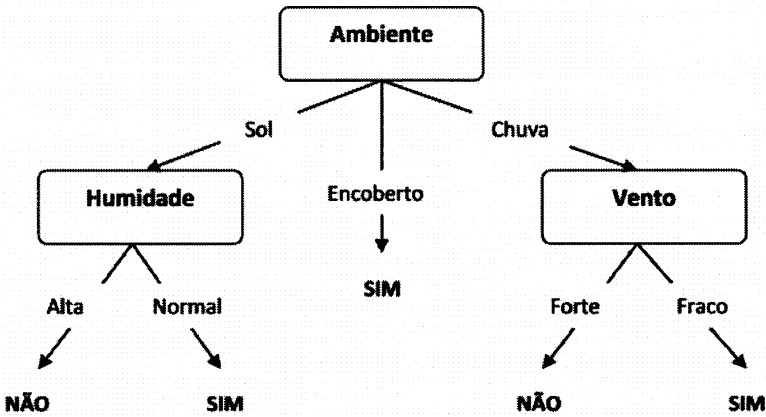 Ambiente
Sol
Chuva
Humidade
Encoberto
Vento
SIM
Alta
Normal
Forte
Fraco
NÃO
SIM
NÃO
SIM